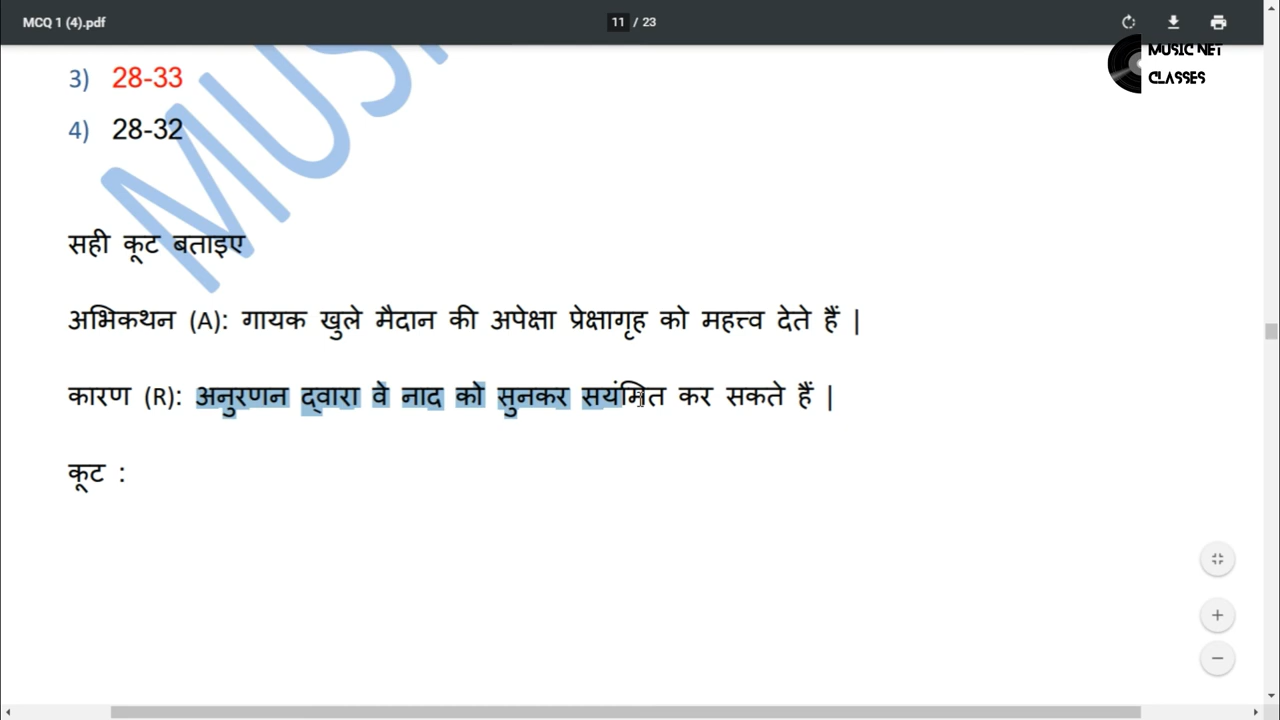 MCQ 1 (4).pdf
11 / 23
MUSIC NET
CLASSES
3) 28-33
4) 28-32
सही कूट बताइए
अभिकथन (A): गायक खुले मैदान की अपेक्षा प्रेक्षागृह को महत्त्व देते हैं |
कारण (R): अनुरणन द्वारा वे नाद को सुनकर सयंमित कर सकते हैं |
कूट :